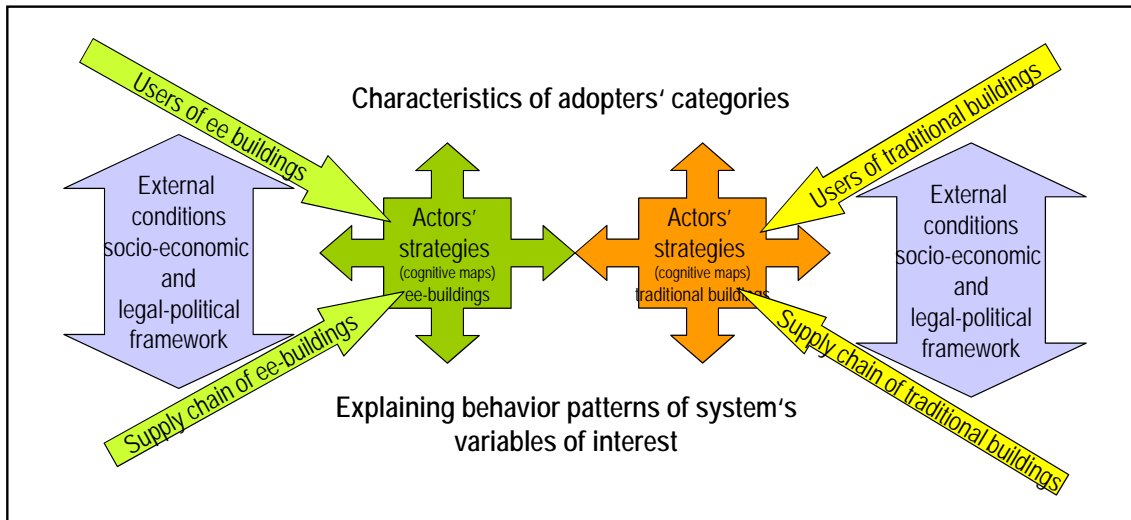 Users of ee buildings
Characteristics of adopters‘ categories
Users of traditional buildings
External
conditions
socio-economic
and
legal-political
framework
Actors’
strategies
(cognitive maps)
ee-buildings
Actors’
strategies
(cognitive maps)
traditional buildings
External
conditions
socio-economic
and
legal-political
framework
Supply chain of ee-buildings
Explaining behavior patterns of system‘s
variables of interest
Supply chain of traditional buildings